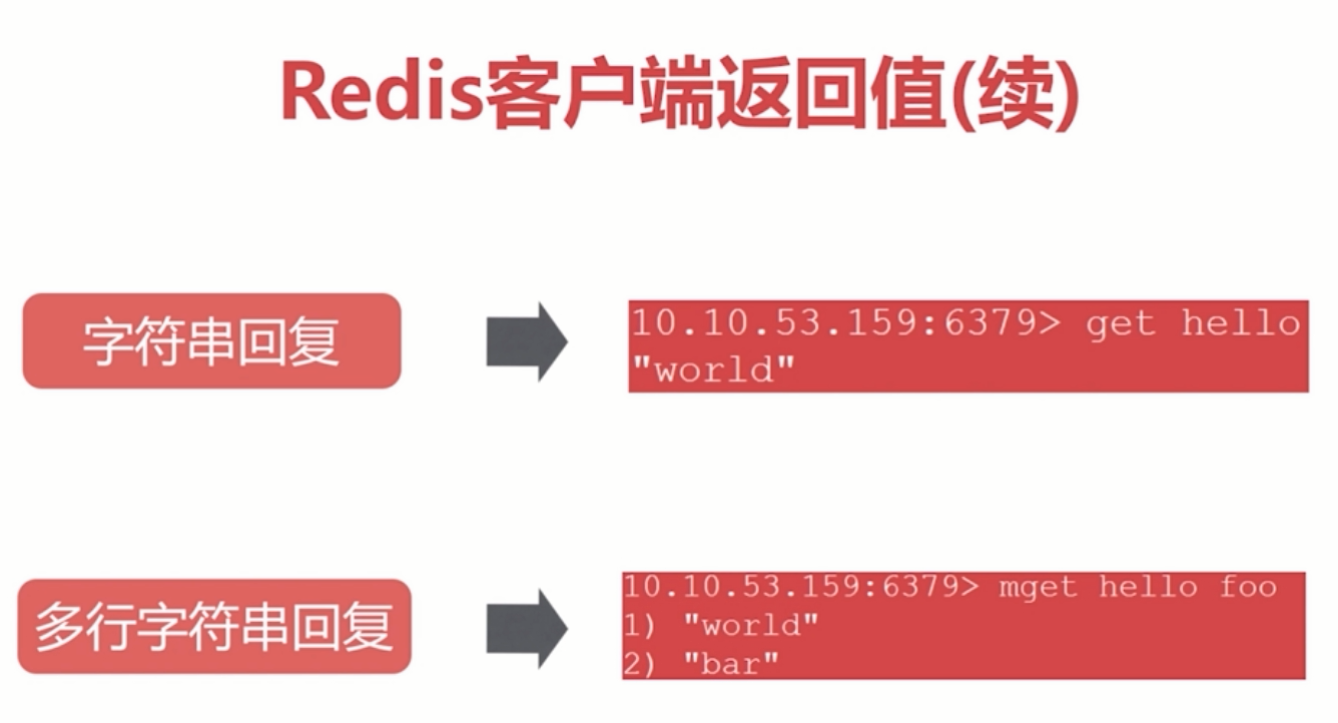 Redis客户端返回值(续)
字符串回复
10.10.53.159:6379> get hello
"world"
多行字符串回复
10.10.53.159:6379> mget hello foo
1) "world"
2) "bar"